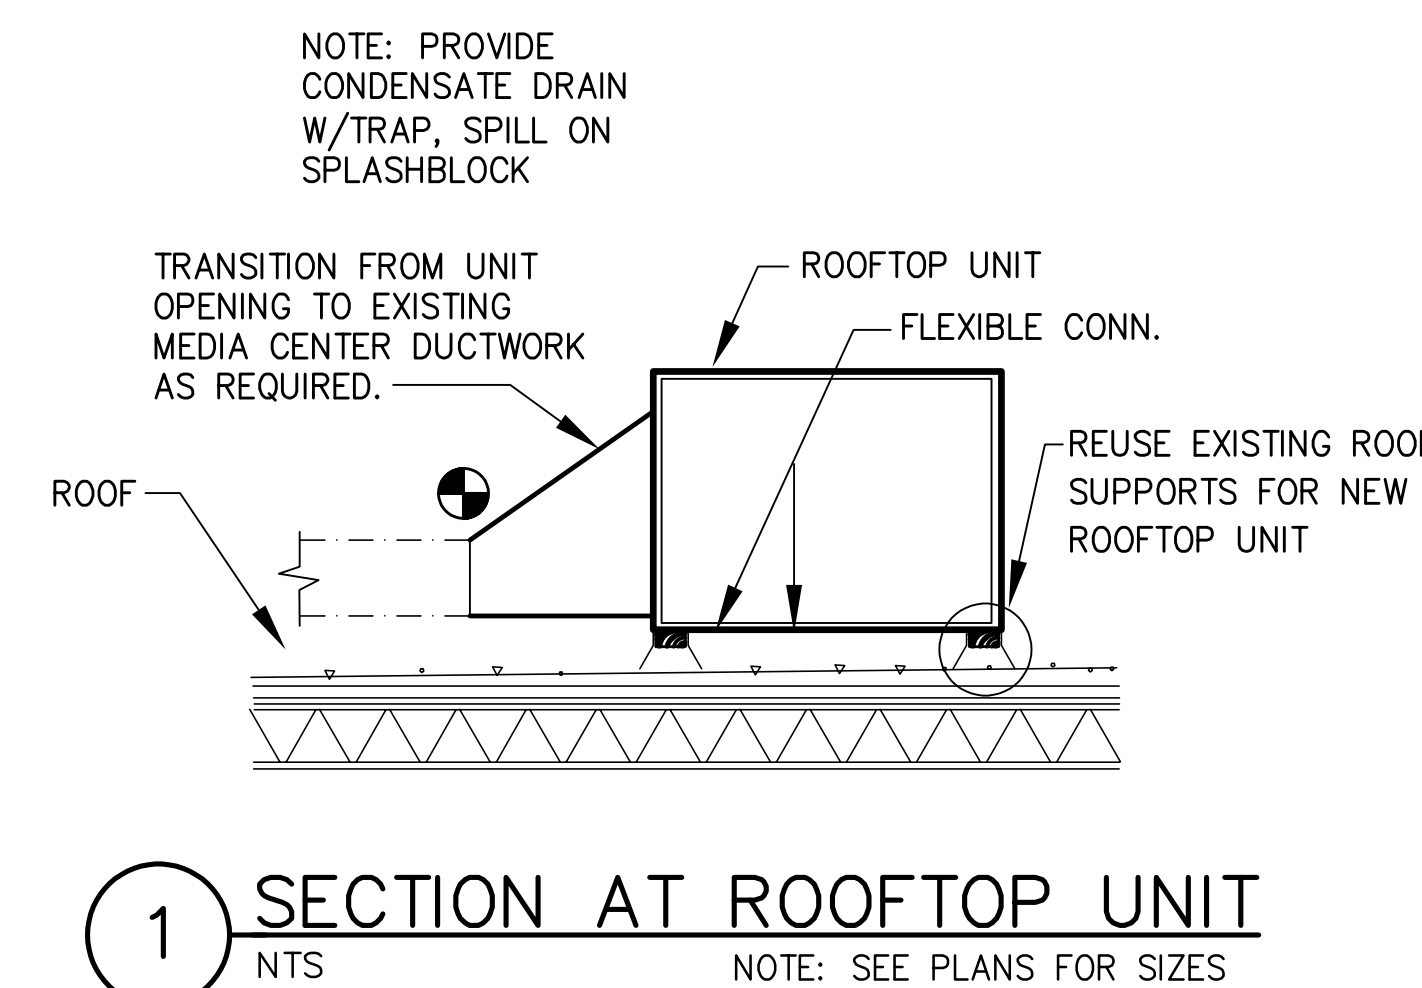 NOTE: PROVIDE
CONDENSATE DRAIN
W/TRAP, SPILL ON
SPLASHBLOCK
TRANSITION FROM UNIT
OPENING TO EXISTING
MEDIA CENTER DUCTWORK
AS REQUIRED.
ROOFTOP UNIT
FLEXIBLE CONN.
REUSE EXISTING
SUPPORTS FOR NEW
ROOFTOP UNIT
ROOF
1
SECTION AT ROOFTOP UNIT
NTS
NOTE: SEE PLANS FOR SIZES